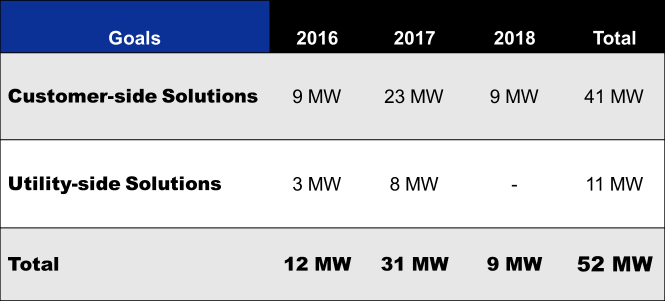 Goals 2016 2017 2018 Total
Customer-side Solutions 9 MW 23 MW 9 MW 41 MW
Utility-side Solutions 3 MW 8 MW - 11 MW
Total 12 MW 31 MW 9 MW 52 MW